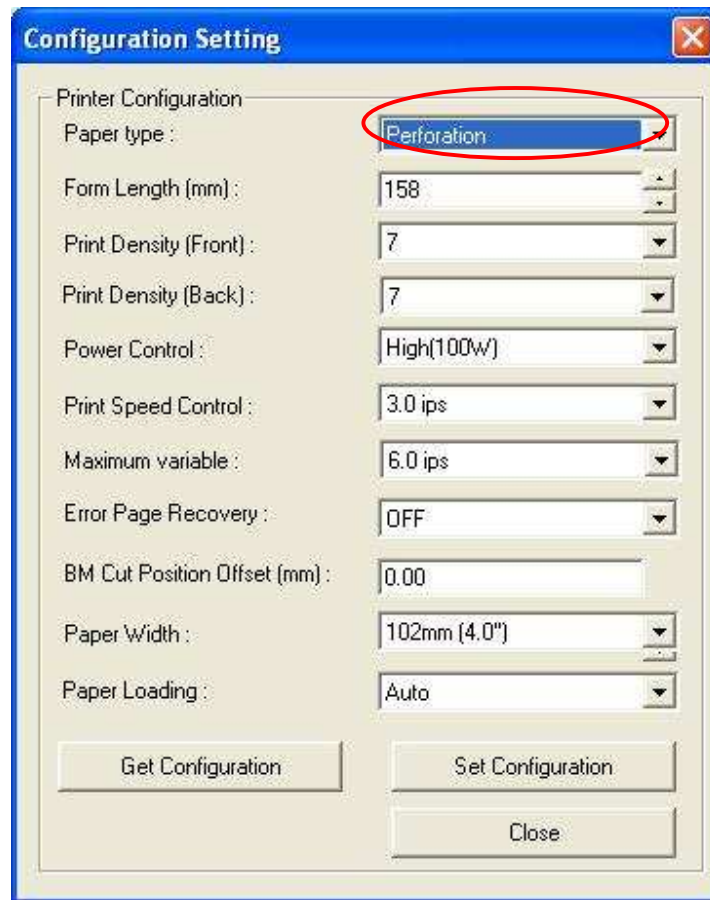 Configuration Setting
Printer Configuration
Paper type : Perforation
Form Length (mm) : 158
Print Density (Front) : 7
Print Density (Back) : 7
Power Control : High(100W)
Print Speed Control : 3.0 ips
Maximum variable : 6.0 ips
Error Page Recovery : OFF
BM Cut Position Offset (mm) : 0.00
Paper Width : 102mm (4.0")
Paper Loading : Auto
Get Configuration Set Configuration
Close